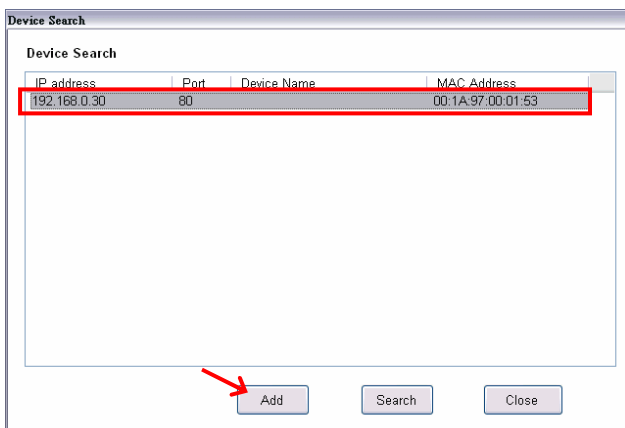 Device Search
Device Search
IP address Port Device Name MAC Address
192.168.0.30 80 00:1A:97:00:01:53
Add Search Close